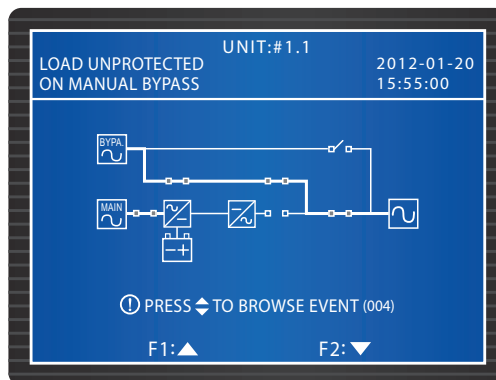 UNIT:#1.1
LOAD UNPROTECTED
ON MANUAL BYPASS
2012-01-20
15:55:00
BYPA.
MAIN
PRESS TO BROWSE EVENT (004)
F1:
F2: